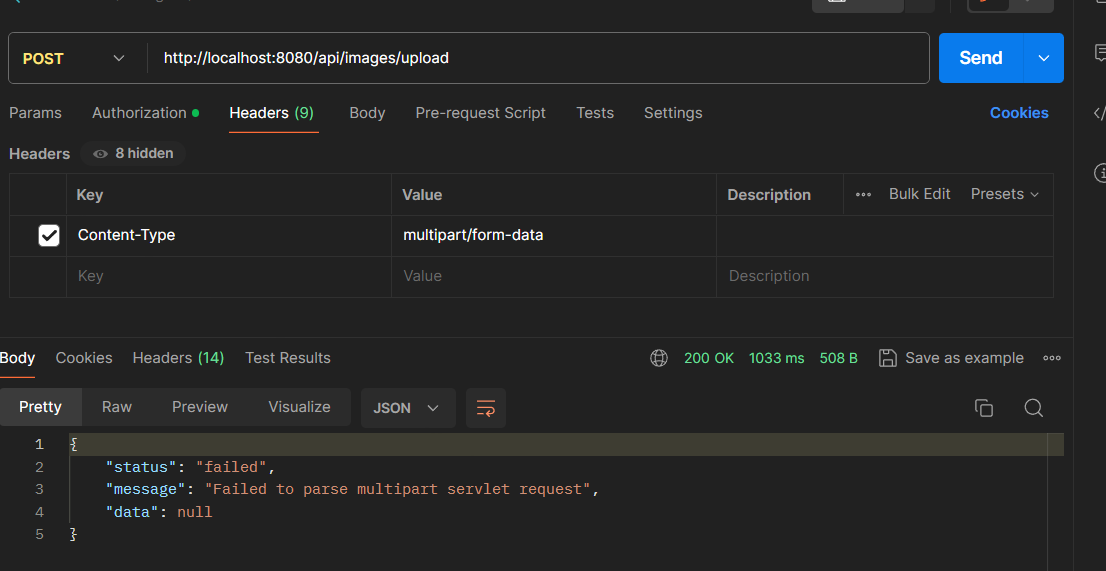 POST http://localhost:8080/api/images/upload Send
Params Authorization Headers (9) Body Pre-request Script Tests Settings Cookies
Headers 8 hidden
Key Value Description Bulk Edit Presets
Content-Type multipart/form-data
Key Value Description
Body Cookies Headers (14) Test Results 200 OK 1033 ms 508 B Save as example
Pretty Raw Preview Visualize JSON
1 {
2 "status": "failed",
3 "message": "Failed to parse multipart servlet request",
4 "data": null
5 }